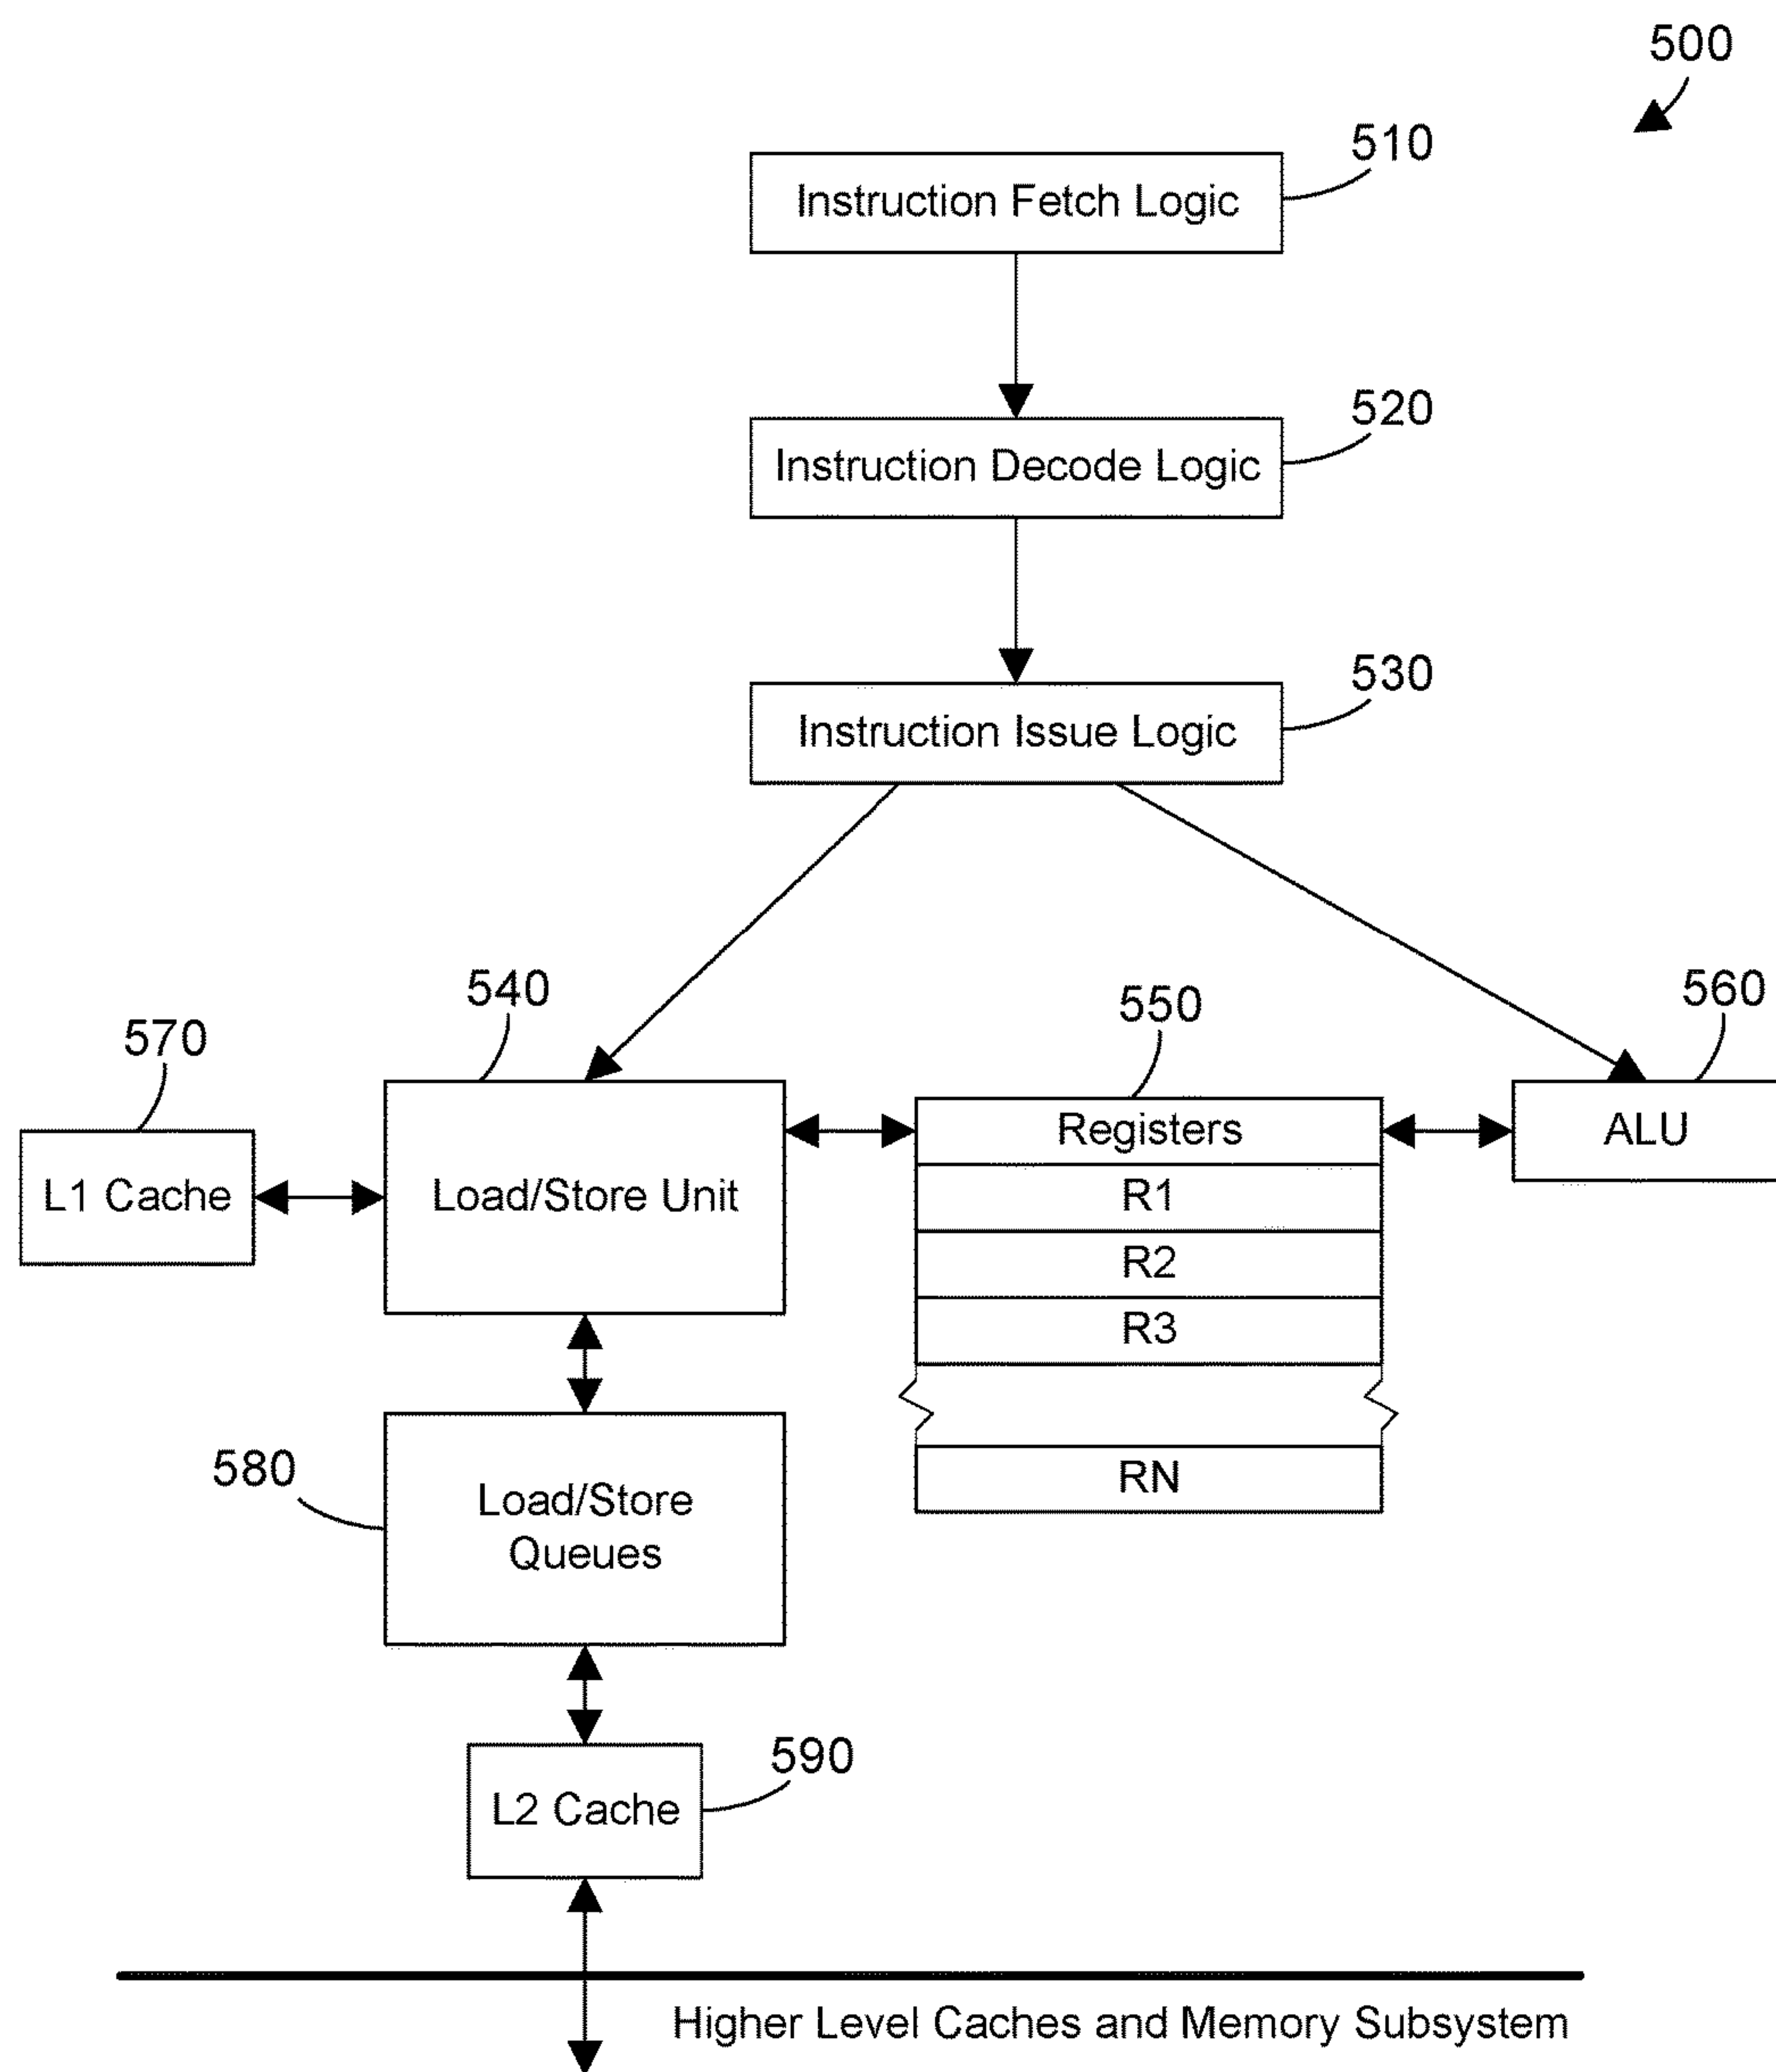 500
510
Instruction Fetch Logic
520
Instruction Decode Logic
530
Instruction Issue Logic
540
550
560
570
Registers
ALU
L1 Cache
Load/Store Unit
R1
R2
R3
580
Load/Store
Queues
RN
590
L2 Cache
Higher Level Caches and Memory Subsystem